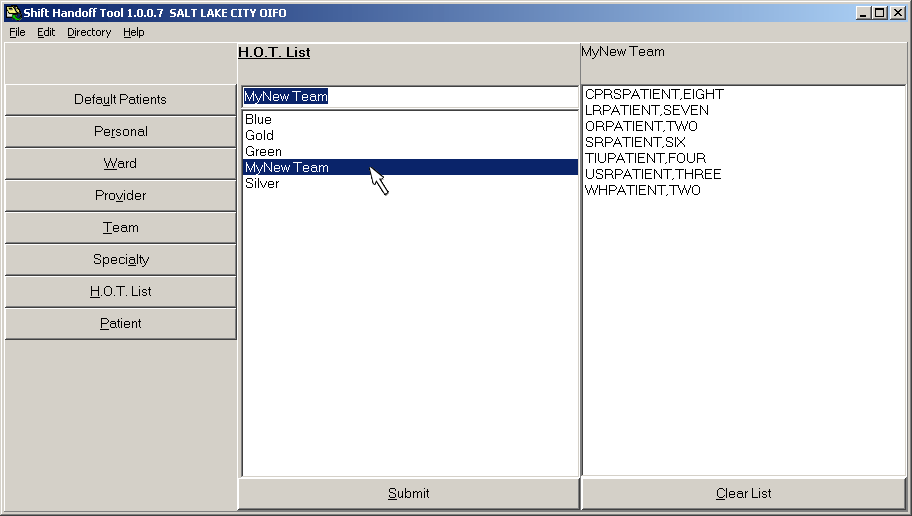 Shift Handoff Tool 1.0.0.7  SALT LAKE CITY OIFO
File Edit Directory Help
H.O.T. List
MyNew Team
Default Patients
Personal
Ward
Provider
Team
Specialty
H.O.T. List
Patient
MyNew Team
Blue
Gold
Green
MyNew Team
Silver
CPRSPATIENT,EIGHT
LRPATIENT,SEVEN
ORPATIENT,TWO
SRPATIENT,SIX
TIUPATIENT,FOUR
USRPATIENT,THREE
WHPATIENT,TWO
Submit
Clear List